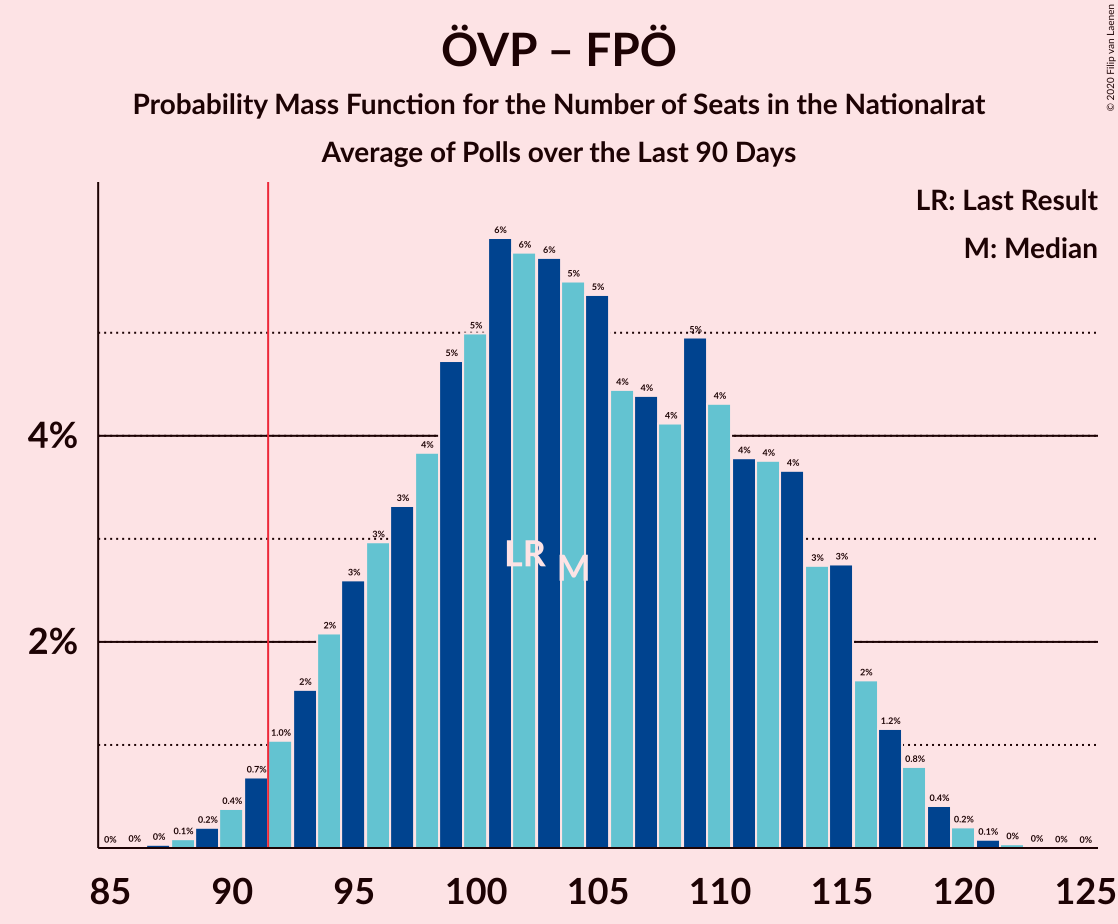 ÖVP – FPÖ
Probability Mass Function for the Number of Seats in the Nationalrat
Average of Polls over the Last 90 Days
© 2020 Filip van Laenen
LR: Last Result
M: Median
4%
2%
0% 0% 0% 0.1% 0.2% 0.4% 0.7% 1.0% 2% 2% 3% 3% 3% 4% 5% 5% 6% 6% 6% 5% 5% 4% 4% 4% 5% 4% 4% 4% 4% 3% 3% 2% 1.2% 0.8% 0.4% 0.2% 0.1% 0% 0% 0% 0%
LR
M
85 90 95 100 105 110 115 120 125